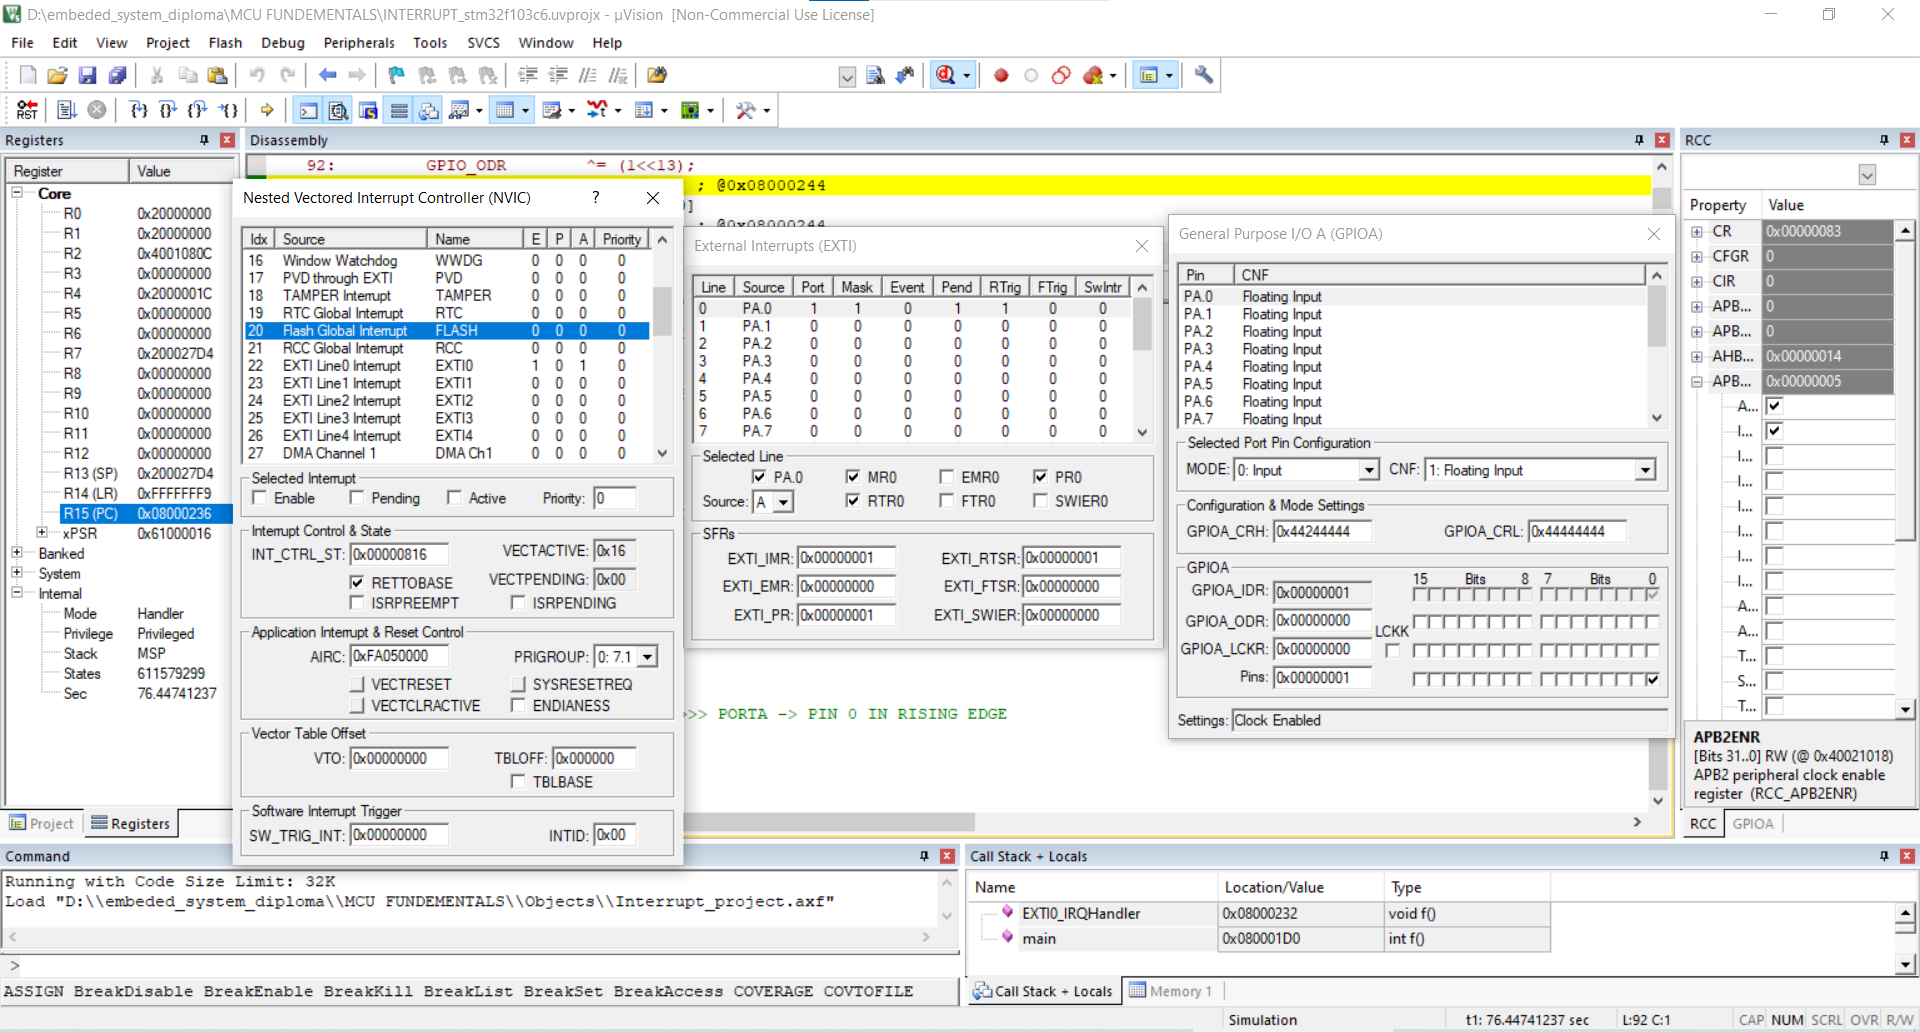 D:\embeded_system_diploma\MCU FUNDEMENTALS\INTERRUPT_stm32f103c6.uvprojx - µVision [Non-Commercial Use License]
File Edit View Project Flash Debug Peripherals Tools SVCS Window Help
RST
Registers
Register Value
Core
R0 0x20000000
R1 0x20000000
R2 0x4001080C
R3 0x00000000
R4 0x2000001C
R5 0x00000000
R6 0x00000000
R7 0x200027D4
R8 0x00000000
R9 0x00000000
R10 0x00000000
R11 0x00000000
R12 0x00000000
R13 (SP) 0x200027D4
R14 (LR) 0xFFFFFFF9
R15 (PC) 0x08000236
xPSR 0x61000016
Banked
System
Internal
Mode Handler
Privilege Privileged
Stack MSP
States 611579299
Sec 76.44741237
Project Registers
Disassembly
92: GPIO_ODR ^= (1<<13);
; @0x08000244
]
; @0x08000244
>>> PORTA -> PIN 0 IN RISING EDGE
Nested Vectored Interrupt Controller (NVIC) ?
Idx Source Name E P A Priority
16 Window Watchdog WWDG 0 0 0 0
17 PVD through EXTI PVD 0 0 0 0
18 TAMPER Interrupt TAMPER 0 0 0 0
19 RTC Global Interrupt RTC 0 0 0 0
20 Flash Global Interrupt FLASH 0 0 0 0
21 RCC Global Interrupt RCC 0 0 0 0
22 EXTI Line0 Interrupt EXTI0 1 0 1 0
23 EXTI Line1 Interrupt EXTI1 0 0 0 0
24 EXTI Line2 Interrupt EXTI2 0 0 0 0
25 EXTI Line3 Interrupt EXTI3 0 0 0 0
26 EXTI Line4 Interrupt EXTI4 0 0 0 0
27 DMA Channel 1 DMA Ch1 0 0 0 0
Selected Interrupt
Enable Pending Active Priority: 0
Interrupt Control & State
INT_CTRL_ST: 0x00000816 VECTACTIVE: 0x16
RETTOBASE VECTPENDING: 0x00
ISRPREEMPT ISRPENDING
Application Interrupt & Reset Control
AIRC: 0xFA050000 PRIGROUP: 0: 7.1
VECTRESET SYSRESETREQ
VECTCLRACTIVE ENDIANESS
Vector Table Offset
VTO: 0x00000000 TBLOFF: 0x000000
TBLBASE
Software Interrupt Trigger
SW_TRIG_INT: 0x00000000 INTID: 0x00
External Interrupts (EXTI)
Line Source Port Mask Event Pend RTrig FTrig SwIntr
0 PA.0 1 1 0 1 1 0 0
1 PA.1 0 0 0 0 0 0 0
2 PA.2 0 0 0 0 0 0 0
3 PA.3 0 0 0 0 0 0 0
4 PA.4 0 0 0 0 0 0 0
5 PA.5 0 0 0 0 0 0 0
6 PA.6 0 0 0 0 0 0 0
7 PA.7 0 0 0 0 0 0 0
Selected Line
PA.0 MR0 EMR0 PR0
Source: A RTR0 FTR0 SWIER0
SFRs
EXTI_IMR: 0x00000001 EXTI_RTSR: 0x00000001
EXTI_EMR: 0x00000000 EXTI_FTSR: 0x00000000
EXTI_PR: 0x00000001 EXTI_SWIER: 0x00000000
General Purpose I/O A (GPIOA)
Pin CNF
PA.0 Floating Input
PA.1 Floating Input
PA.2 Floating Input
PA.3 Floating Input
PA.4 Floating Input
PA.5 Floating Input
PA.6 Floating Input
PA.7 Floating Input
Selected Port Pin Configuration
MODE: 0: Input CNF: 1: Floating Input
Configuration & Mode Settings
GPIOA_CRH: 0x44244444 GPIOA_CRL: 0x44444444
GPIOA
15 Bits 8 7 Bits 0
GPIOA_IDR: 0x00000001
GPIOA_ODR: 0x00000000
LCKK
GPIOA_LCKR: 0x00000000
Pins: 0x00000001
Settings: Clock Enabled
RCC
Property Value
CR 0x00000083
CFGR 0
CIR 0
APB... 0
APB... 0
AHB... 0x00000014
APB... 0x00000005
A...
I...
I...
I...
I...
I...
I...
I...
A...
A...
T...
S...
T...
APB2ENR
[Bits 31..0] RW (@ 0x40021018)
APB2 peripheral clock enable
register (RCC_APB2ENR)
RCC GPIOA
Command
Running with Code Size Limit: 32K
Load "D:\\embeded_system_diploma\\MCU FUNDEMENTALS\\Objects\\Interrupt_project.axf"
>
ASSIGN BreakDisable BreakEnable BreakKill BreakList BreakSet BreakAccess COVERAGE COVTOFILE
Call Stack + Locals
Name Location/Value Type
EXTI0_IRQHandler 0x08000232 void f()
main 0x080001D0 int f()
Call Stack + Locals Memory 1
Simulation t1: 76.44741237 sec L:92 C:1 CAP NUM SCRL OVR R/W